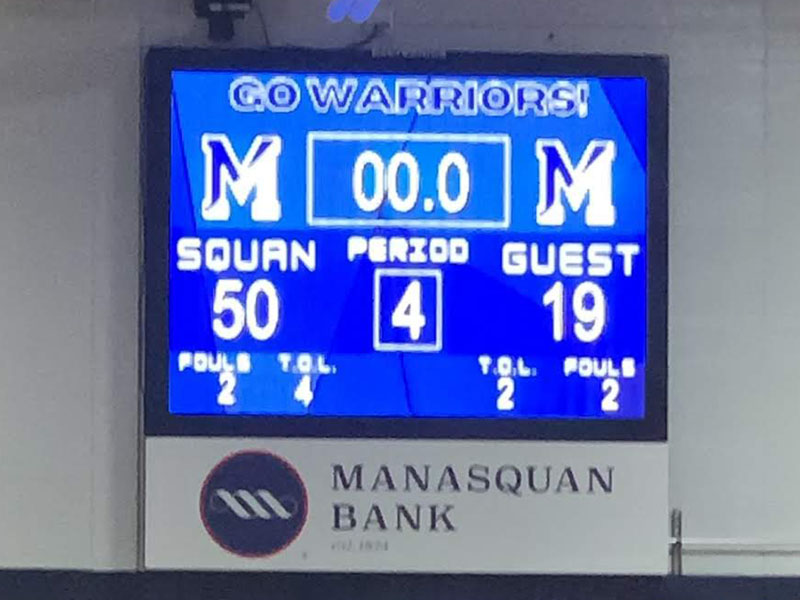 GO WARRIORS!
M 00.0 M
SQUAN PERIOD GUEST
50 4 19
FOULS T.O.L. T.O.L. FOULS
2 4 2 2
MANASQUAN
BANK